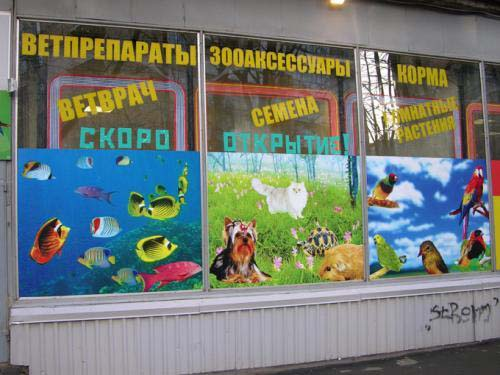 ВЕТПРЕПАРАТЫ
ВЕТВРАЧ
ЗООАКСЕССУАРЫ
СЕМЕНА
КОРМА
КОМНАТНЫЕ
РАСТЕНИЯ
СКОРО ОТКРЫТИЕ!